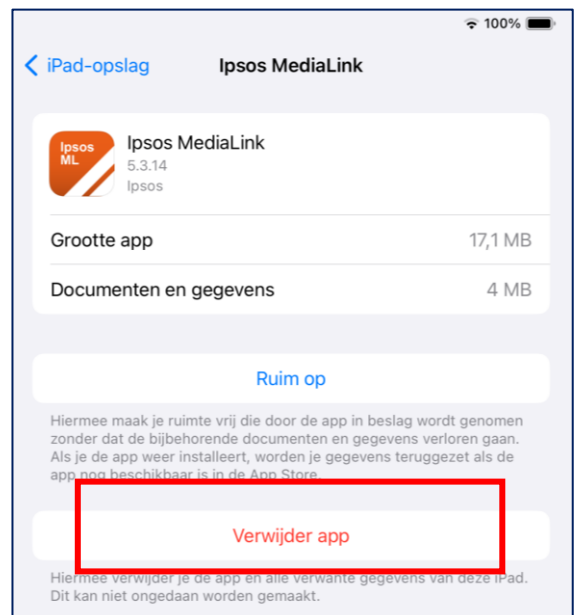 100%
iPad-opslag Ipsos MediaLink
Ipsos
ML
Ipsos MediaLink
5.3.14
Ipsos
Grootte app 17,1 MB
Documenten en gegevens 4 MB
Ruim op
Hiermee maak je ruimte vrij die door de app in beslag wordt genomen
zonder dat de bijbehorende documenten en gegevens verloren gaan.
Als je de app weer installeert, worden je gegevens teruggezet als de
app nog beschikbaar is in de App Store.
Verwijder app
Hiermee verwijder je de app en alle verwante gegevens van deze iPad.
Dit kan niet ongedaan worden gemaakt.